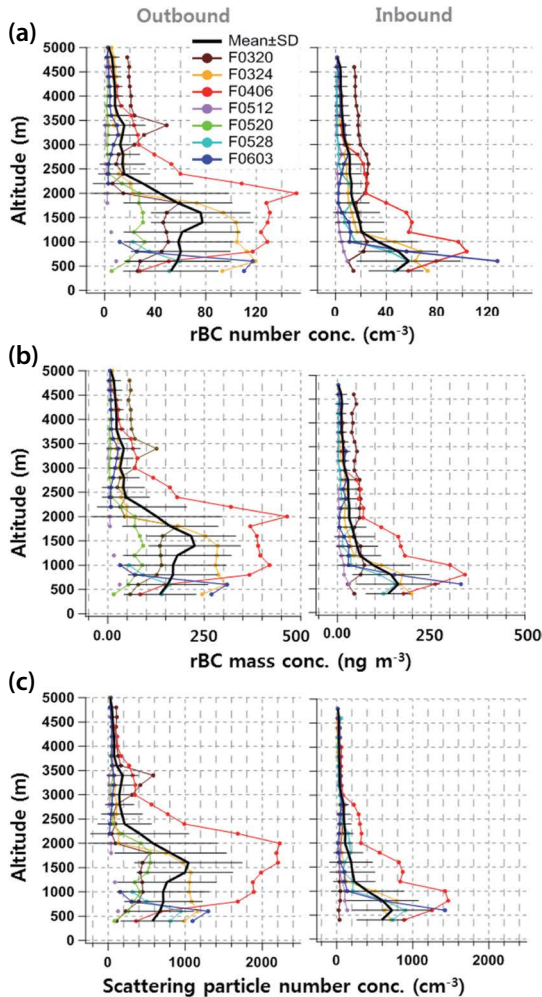 Outbound
Inbound
(a)
Mean±SD
F0320
F0324
F0406
F0512
F0520
F0528
F0603
Altitude (m)
5000
4500
4000
3500
3000
2500
2000
1500
1000
500
0
0 40 80 120
0 40 80 120
rBC number conc. (cm⁻³)
(b)
Altitude (m)
5000
4500
4000
3500
3000
2500
2000
1500
1000
500
0
0.00 250 500
0.00 250 500
rBC mass conc. (ng m⁻³)
(c)
Altitude (m)
5000
4500
4000
3500
3000
2500
2000
1500
1000
500
0
0 1000 2000
0 1000 2000
Scattering particle number conc. (cm⁻³)